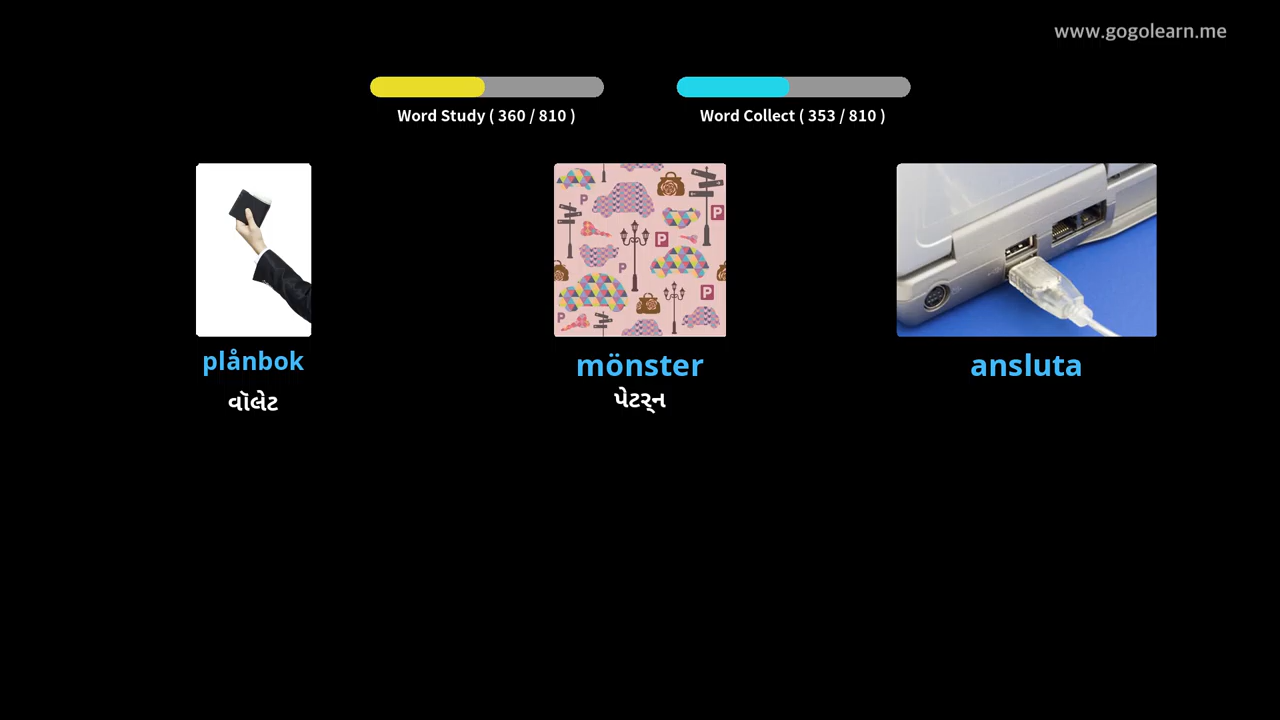 www.gogolearn.me
Word Study ( 360 / 810 )
Word Collect ( 353 / 810 )
P
P
P
P
P
P
plånbok
mönster
ansluta
વૉલેટ
પેટર્ન